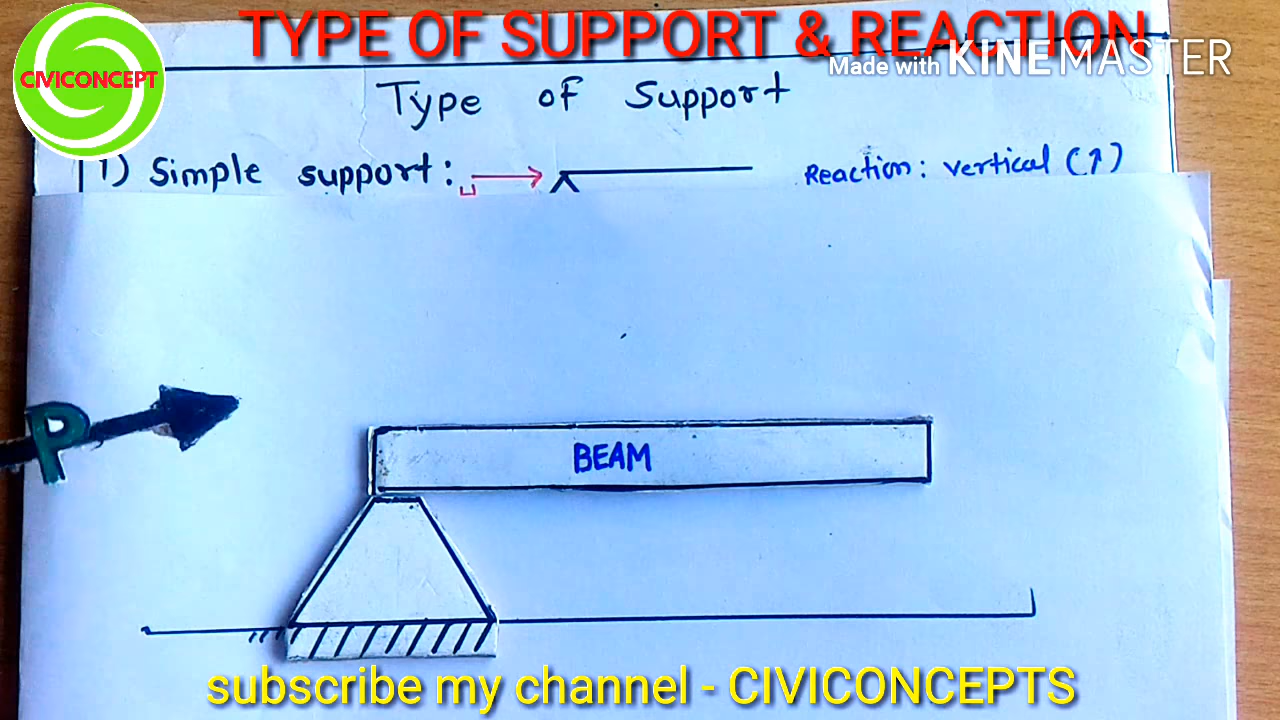 TYPE OF SUPPORT & REACTION
Made with KINEMASTER
CIVICONCEPT
Type of Support
1) Simple support: Reaction: vertical (↑)
P
BEAM
subscribe my channel - CIVICONCEPTS